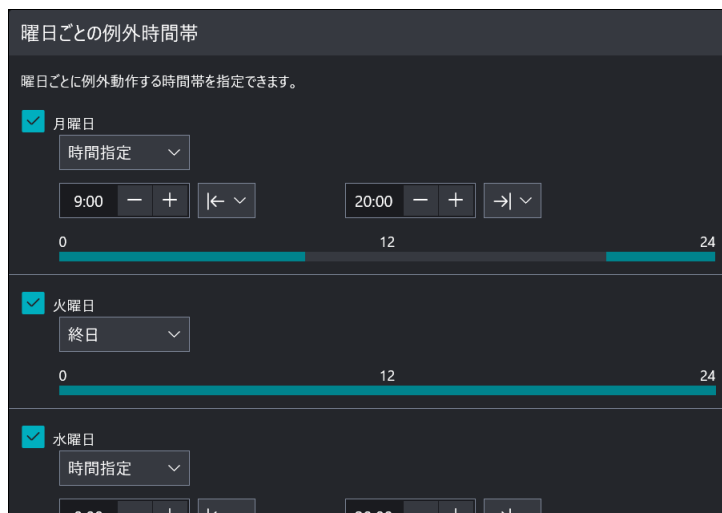 曜日ごとの例外時間帯
曜日ごとに例外動作する時間帯を指定できます。
月曜日
時間指定
9:00 20:00
0 12 24
火曜日
終日
0 12 24
水曜日
時間指定